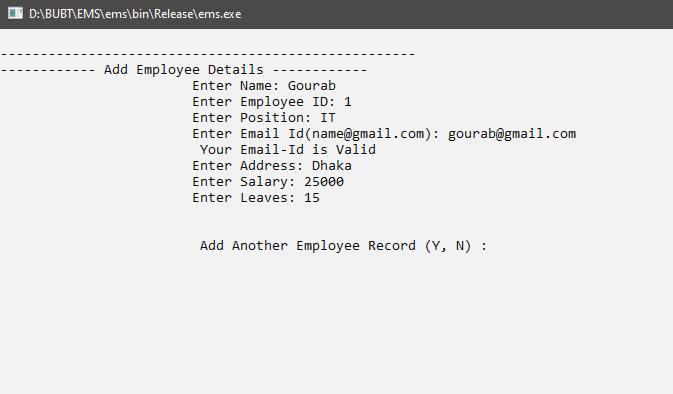 D:\BUBT\EMS\ems\bin\Release\ems.exe
----------------------------------------------------
------------ Add Employee Details ------------
Enter Name: Gourab
Enter Employee ID: 1
Enter Position: IT
Enter Email Id(name@gmail.com): gourab@gmail.com
Your Email-Id is Valid
Enter Address: Dhaka
Enter Salary: 25000
Enter Leaves: 15
Add Another Employee Record (Y, N) :